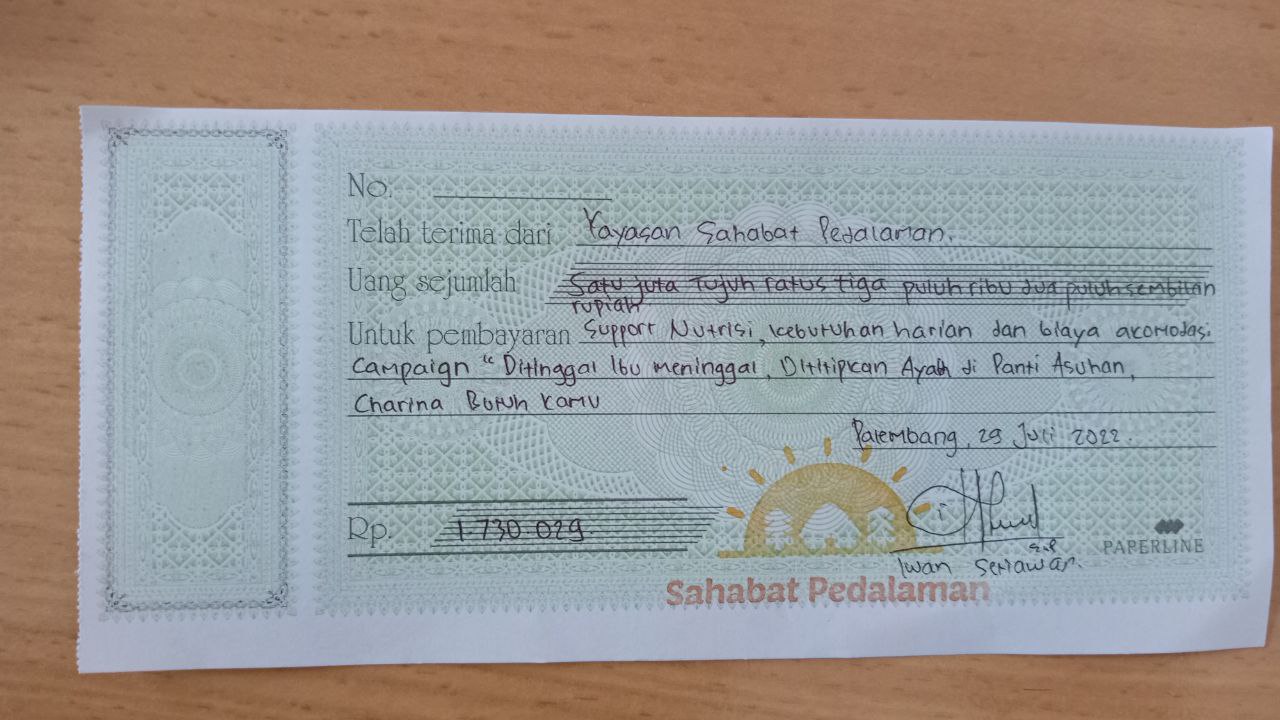 No.
Telah terima dari Yayasan Sahabat Pedalaman.
Uang sejumlah Satu juta Tujuh ratus tiga puluh ribu dua puluh sembilan
rupiah
Untuk pembayaran Support Nutrisi, kebutuhan harian dan biaya akomodasi
Campaign "Ditinggal Ibu meninggal, Dititipkan Ayah di Panti Asuhan,
Charina Butuh Kamu
Palembang, 29 Juli 2022.
Rp. 1 730 029.
PAPERLINE
Iwan Setiawan. S.P
Sahabat Pedalaman